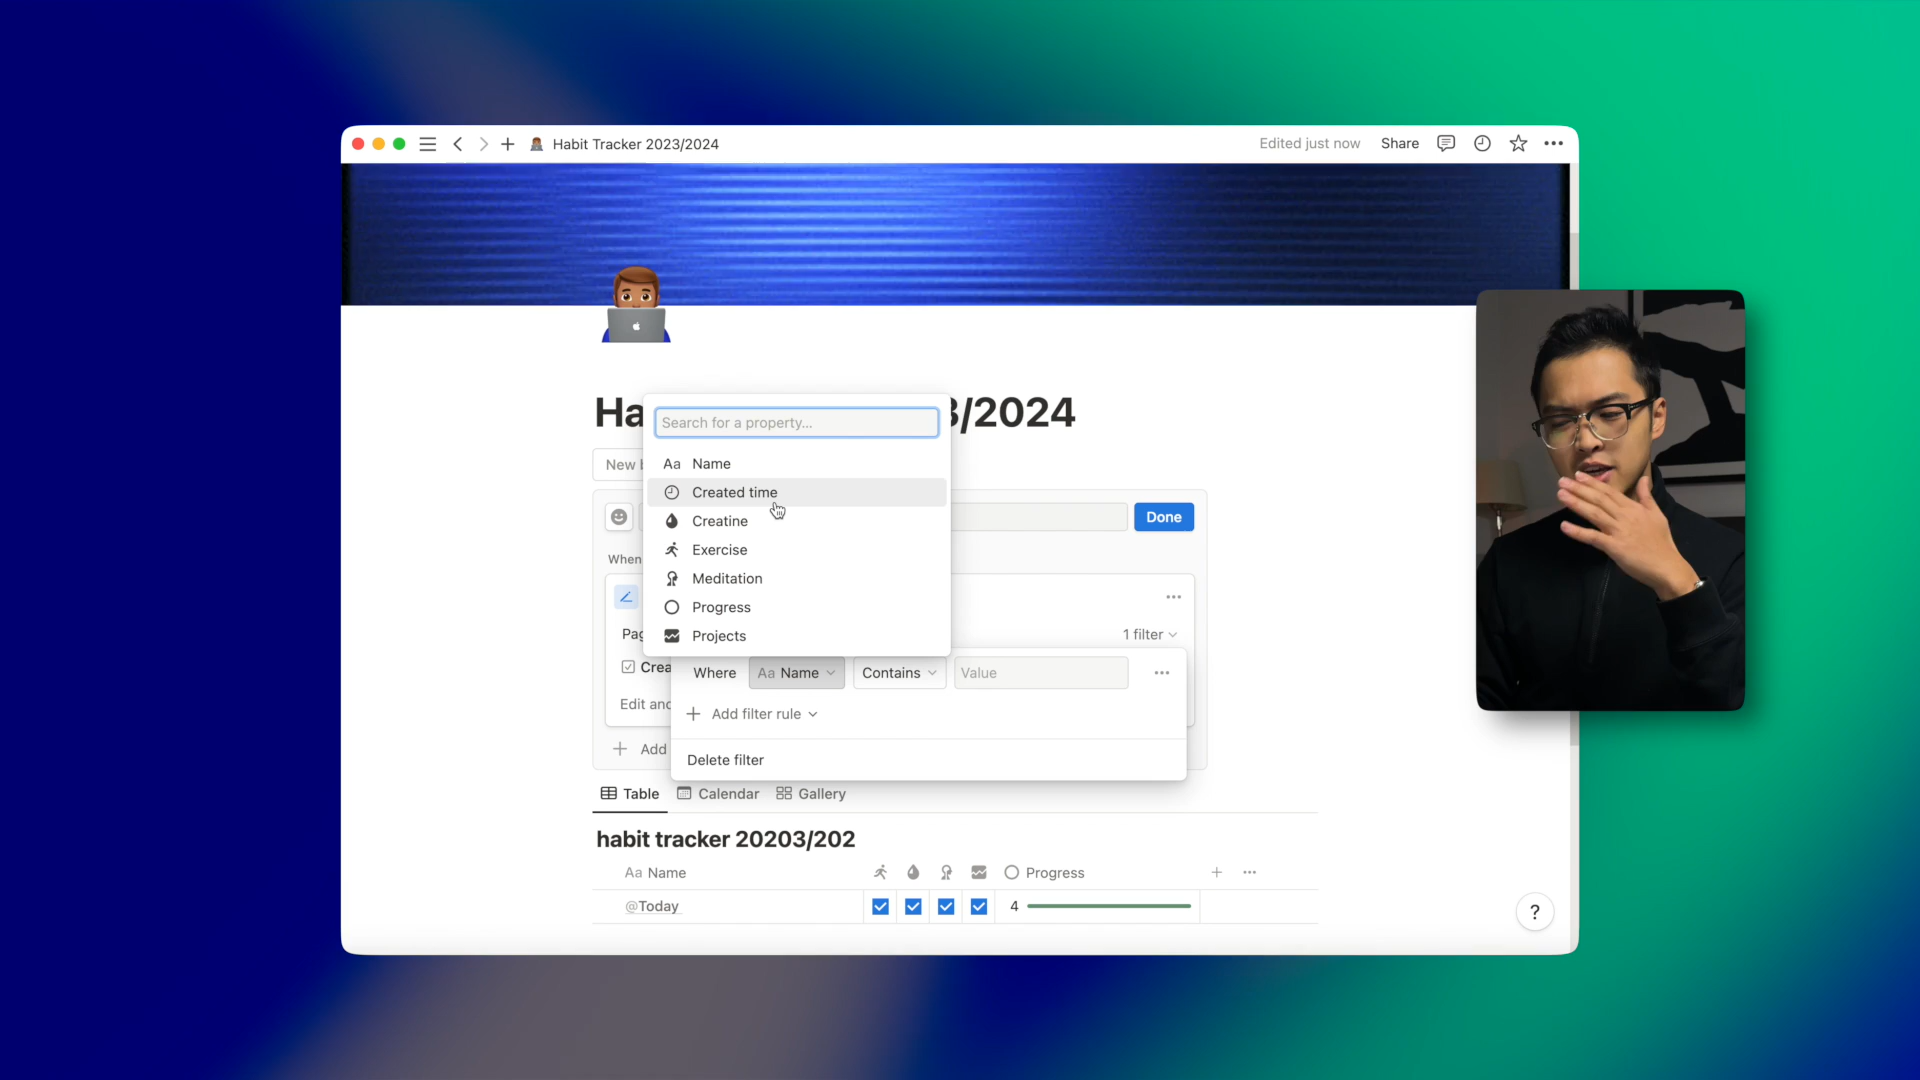 Habit Tracker 2023/2024
Edited just now
Share
Ha
3/2024
Search for a property...
New b
Aa Name
Created time
Creatine
Done
Exercise
When
Meditation
Progress
Pag
Projects
1 filter
Crea
Where
Aa Name
Contains
Value
Edit and
Add filter rule
Add
Delete filter
Table
Calendar
Gallery
habit tracker 20203/202
Aa Name
Progress
@Today
4
?